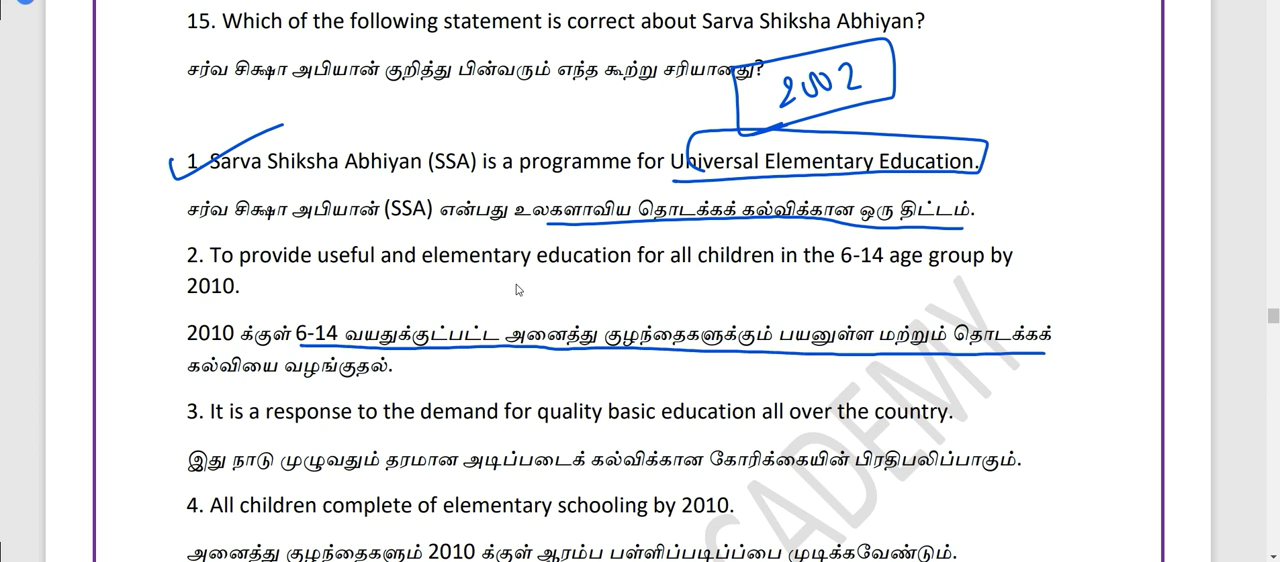 15. Which of the following statement is correct about Sarva Shiksha Abhiyan?
சர்வ சிக்ஷா அபியான் குறித்து பின்வரும் எந்த கூற்று சரியானது?
2002
1. Sarva Shiksha Abhiyan (SSA) is a programme for Universal Elementary Education.
சர்வ சிக்ஷா அபியான் (SSA) என்பது உலகளாவிய தொடக்கக் கல்விக்கான ஒரு திட்டம்.
2. To provide useful and elementary education for all children in the 6-14 age group by
2010.
2010 க்குள் 6-14 வயதுக்குட்பட்ட அனைத்து குழந்தைகளுக்கும் பயனுள்ள மற்றும் தொடக்கக்
கல்வியை வழங்குதல்.
3. It is a response to the demand for quality basic education all over the country.
இது நாடு முழுவதும் தரமான அடிப்படைக் கல்விக்கான கோரிக்கையின் பிரதிபலிப்பாகும்.
4. All children complete of elementary schooling by 2010.
அனைத்து குழந்தைகளும் 2010 க்குள் ஆரம்ப பள்ளிப்படிப்ப்பை முடிக்கவேண்டும்.